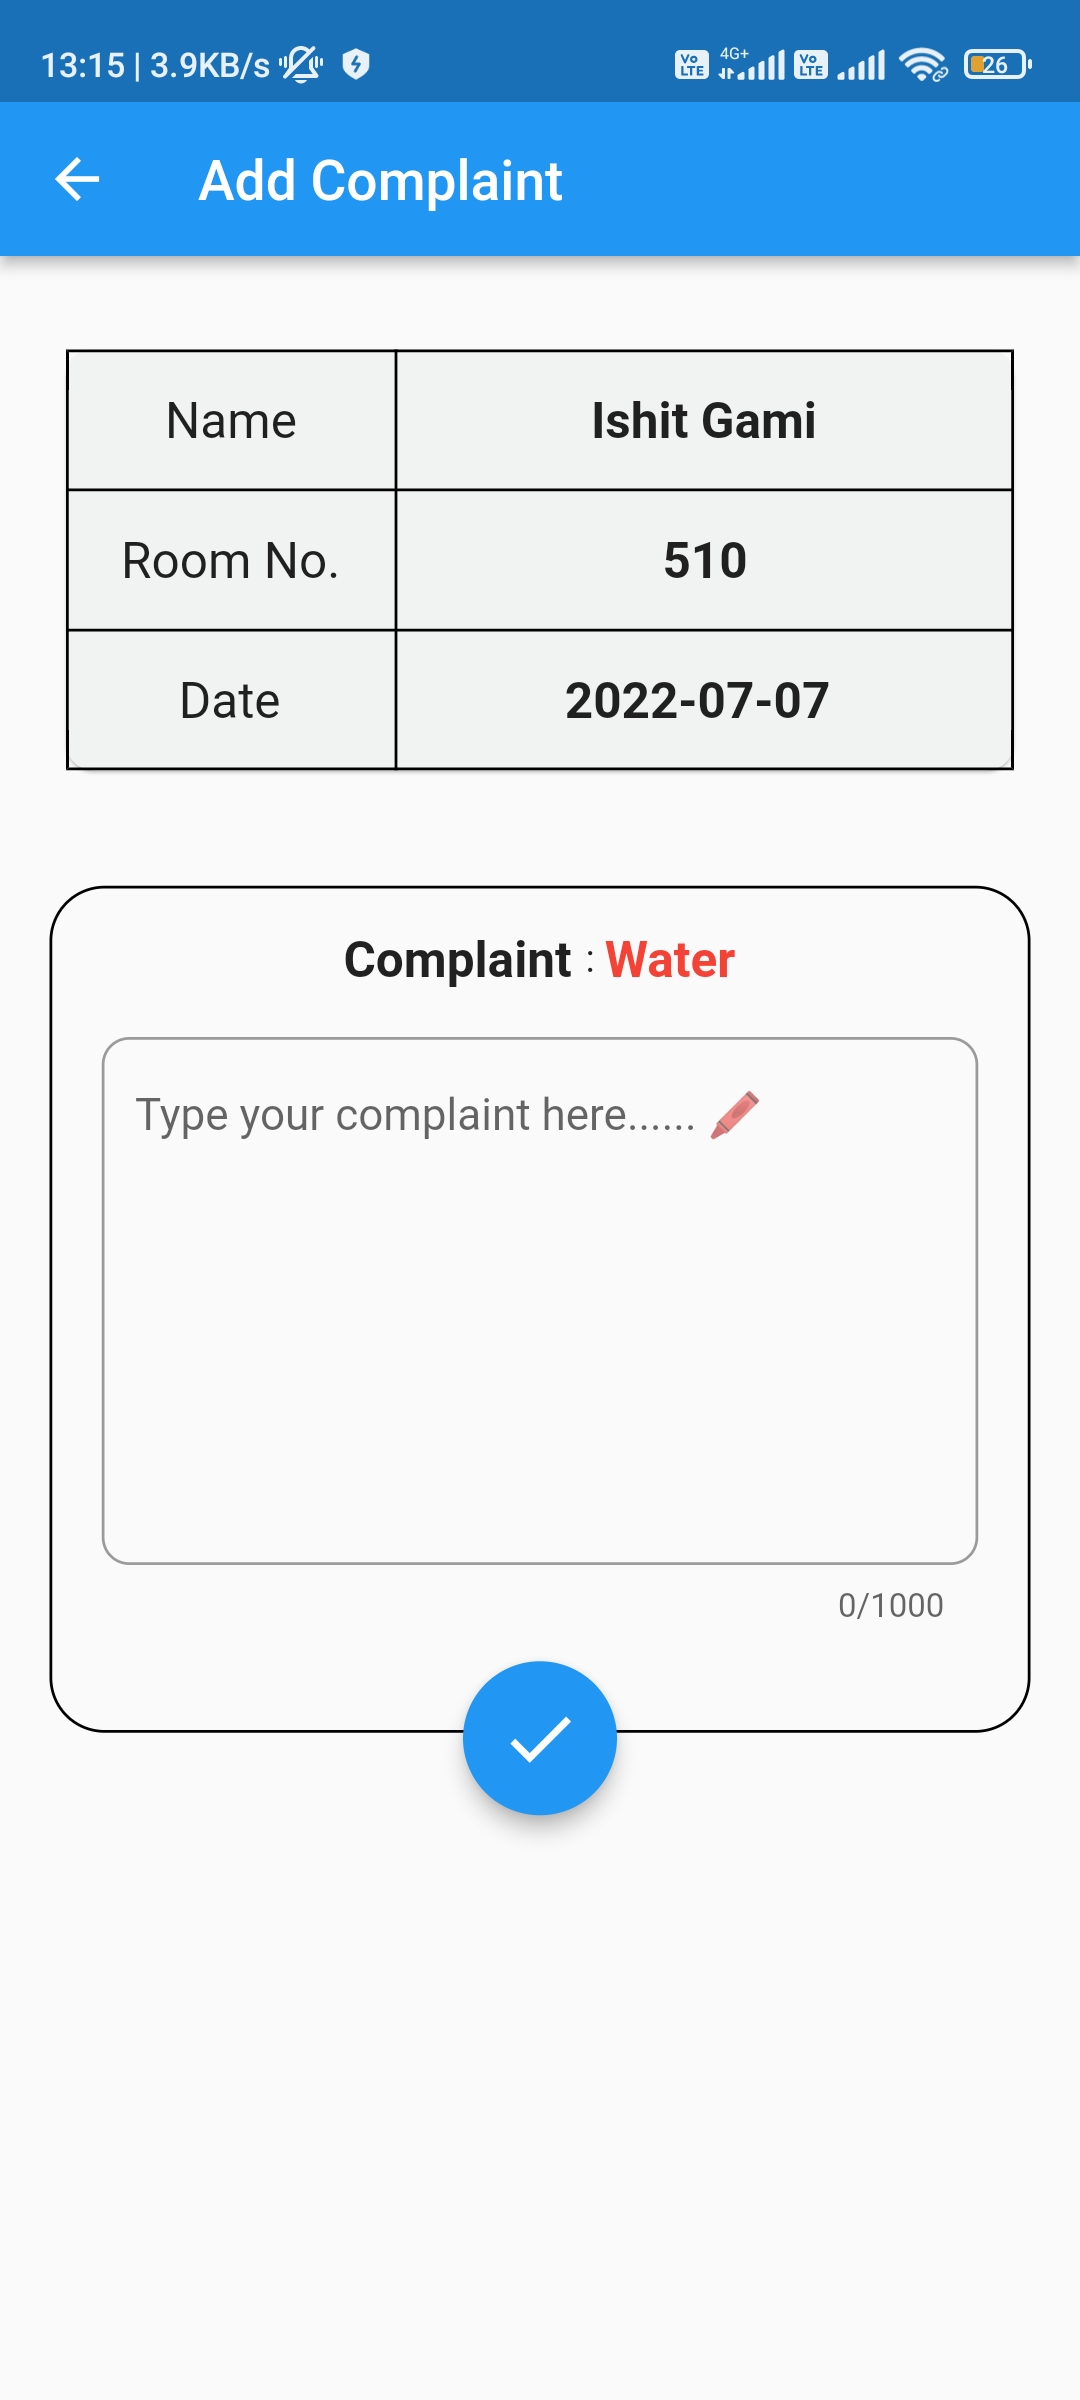 13:15 | 3.9KB/s Vo LTE 4G+ Vo LTE 26
Add Complaint
Name Ishit Gami
Room No. 510
Date 2022-07-07
Complaint : Water
Type your complaint here...... 🖍
0/1000